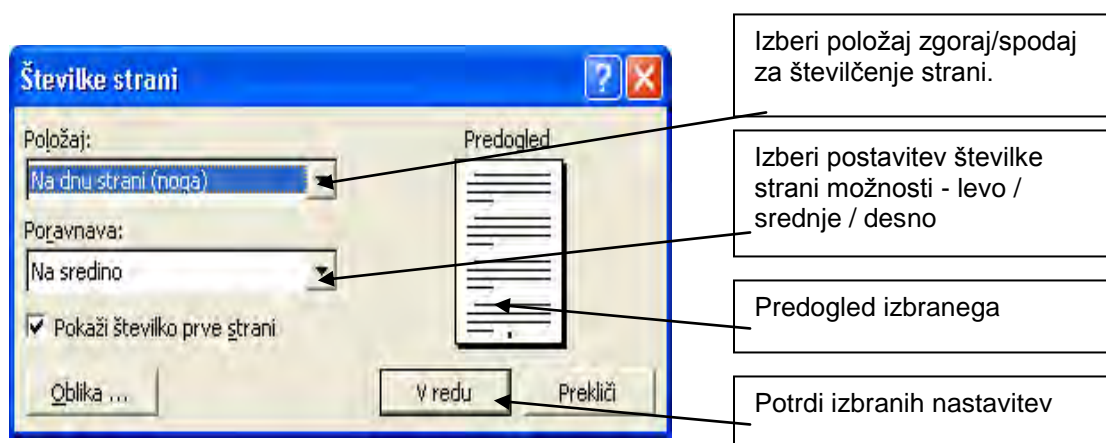 Številke strani
Položaj:
Na dnu strani (noga)
Poravnava:
Na sredino
Pokaži številko prve strani
Oblika ...
Predogled
V redu
Prekliči
Izberi položaj zgoraj/spodaj
za številčenje strani.
Izberi postavitev številke
strani možnosti - levo /
srednje / desno
Predogled izbranega
Potrdi izbranih nastavitev